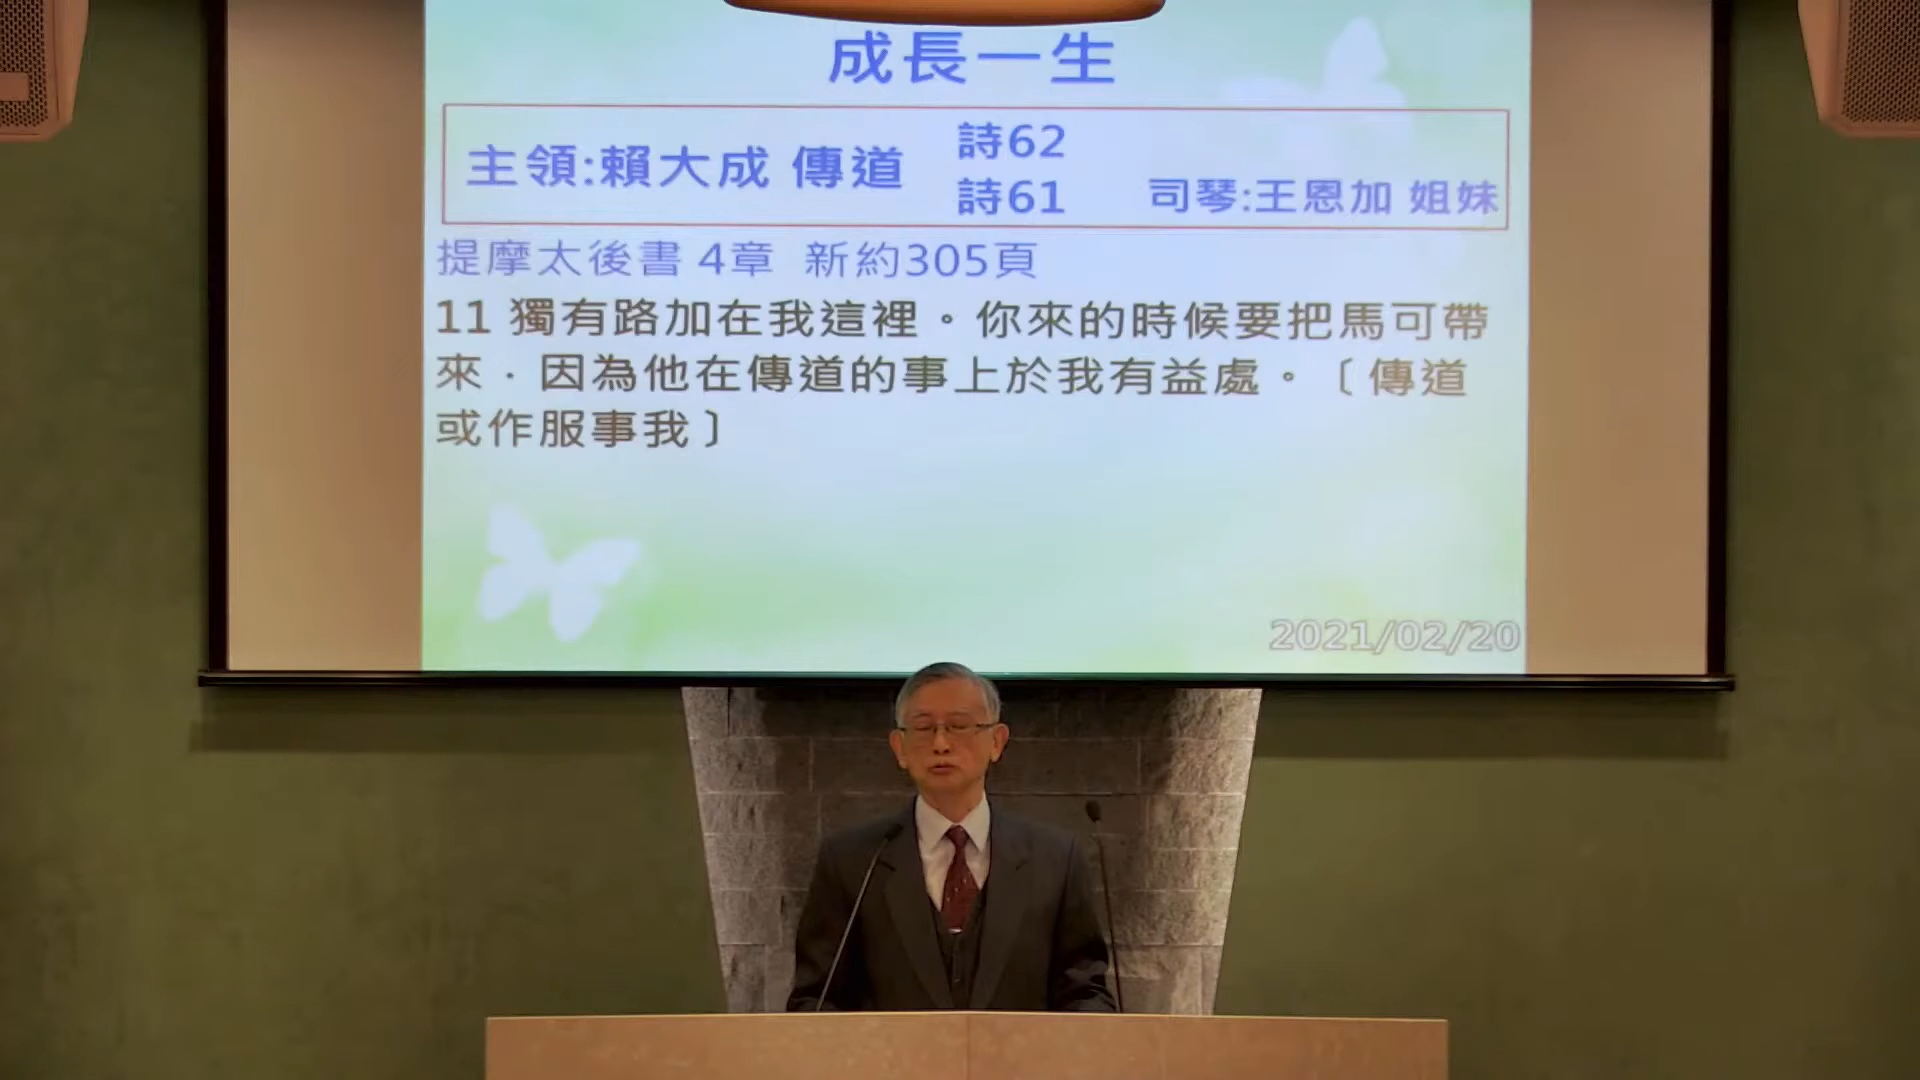 成長一生
主領:賴大成 傳道
詩62
詩61
司琴:王恩加 姐妹
提摩太後書 4章 新約305頁
11 獨有路加在我這裡。你來的時候要把馬可帶
來．因為他在傳道的事上於我有益處。〔傳道
或作服事我〕
2021/02/20